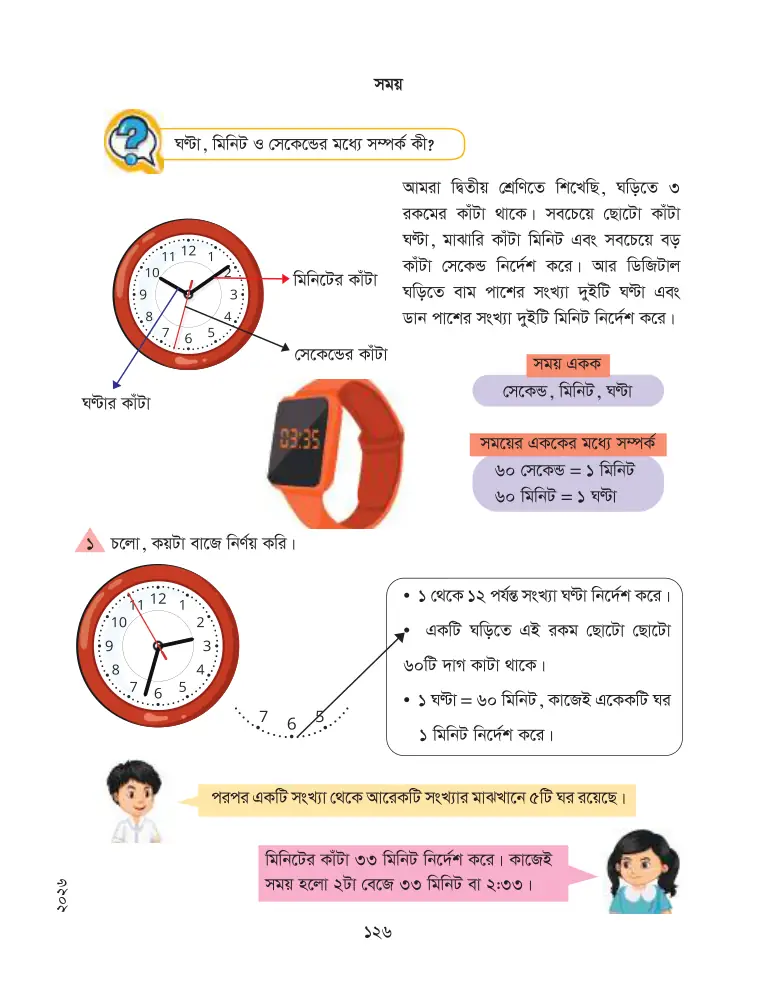 সময়
ঘণ্টা, মিনিট ও সেকেন্ডের মধ্যে সম্পর্ক কী?
আমরা দ্বিতীয় শ্রেণিতে শিখেছি, ঘড়িতে ৩
রকমের কাঁটা থাকে। সবচেয়ে ছোটো কাঁটা
ঘণ্টা, মাঝারি কাঁটা মিনিট এবং সবচেয়ে বড়
কাঁটা সেকেন্ড নির্দেশ করে। আর ডিজিটাল
ঘড়িতে বাম পাশের সংখ্যা দুইটি ঘণ্টা এবং
ডান পাশের সংখ্যা দুইটি মিনিট নির্দেশ করে।
12
11 1
10 2
9 3
8 4
7 5
6
মিনিটের কাঁটা
সেকেন্ডের কাঁটা
ঘণ্টার কাঁটা
03:35
সময় একক
সেকেন্ড, মিনিট, ঘণ্টা
সময়ের এককের মধ্যে সম্পর্ক
৬০ সেকেন্ড = ১ মিনিট
৬০ মিনিট = ১ ঘণ্টা
১ চলো, কয়টা বাজে নির্ণয় করি।
12
11 1
10 2
9 3
8 4
7 5
6
7 6 5
• ১ থেকে ১২ পর্যন্ত সংখ্যা ঘণ্টা নির্দেশ করে।
• একটি ঘড়িতে এই রকম ছোটো ছোটো
৬০টি দাগ কাটা থাকে।
• ১ ঘণ্টা = ৬০ মিনিট, কাজেই একেকটি ঘর
১ মিনিট নির্দেশ করে।
পরপর একটি সংখ্যা থেকে আরেকটি সংখ্যার মাঝখানে ৫টি ঘর রয়েছে।
মিনিটের কাঁটা ৩৩ মিনিট নির্দেশ করে। কাজেই
সময় হলো ২টা বেজে ৩৩ মিনিট বা ২:৩৩।
২০২৬
১২৬